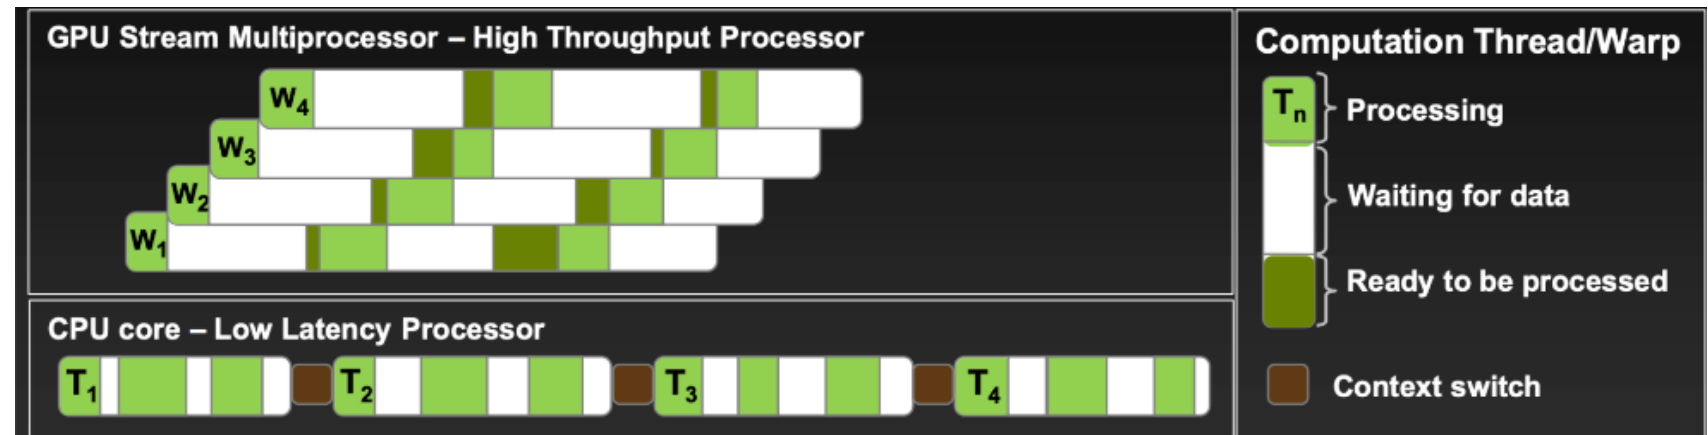 GPU Stream Multiprocessor – High Throughput Processor
W4
W3
W2
W1
CPU core – Low Latency Processor
T1 T2 T3 T4
Computation Thread/Warp
Tn Processing
Waiting for data
Ready to be processed
Context switch